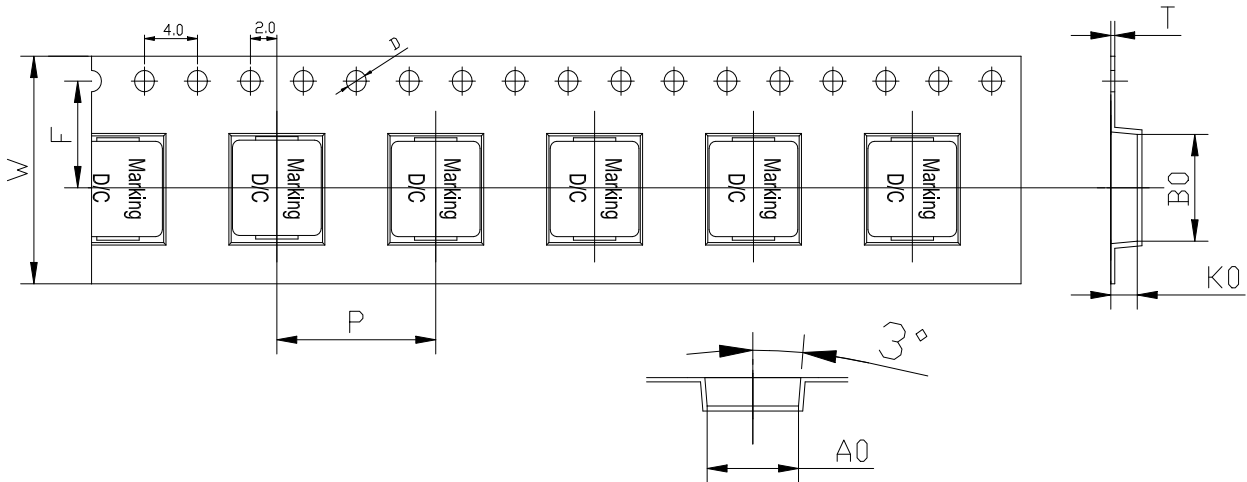 4.0
2.0
D
T
F
W
Marking
D/C
Marking
D/C
Marking
D/C
Marking
D/C
Marking
D/C
Marking
D/C
B0
K0
P
3°
A0